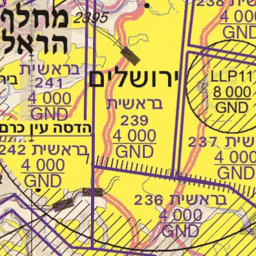 מחלף
הראל
2395
238 בראשית
4 000
GND
ירושלים
LLP11
8 000
GND
בראשית
241
4 000
GND
בראשית
239
4 000
GND
הדסה עין כרם
בראשית 242
4 000
GND
בראשית 237
4 000
GND
בראשית 236
4 000
GND